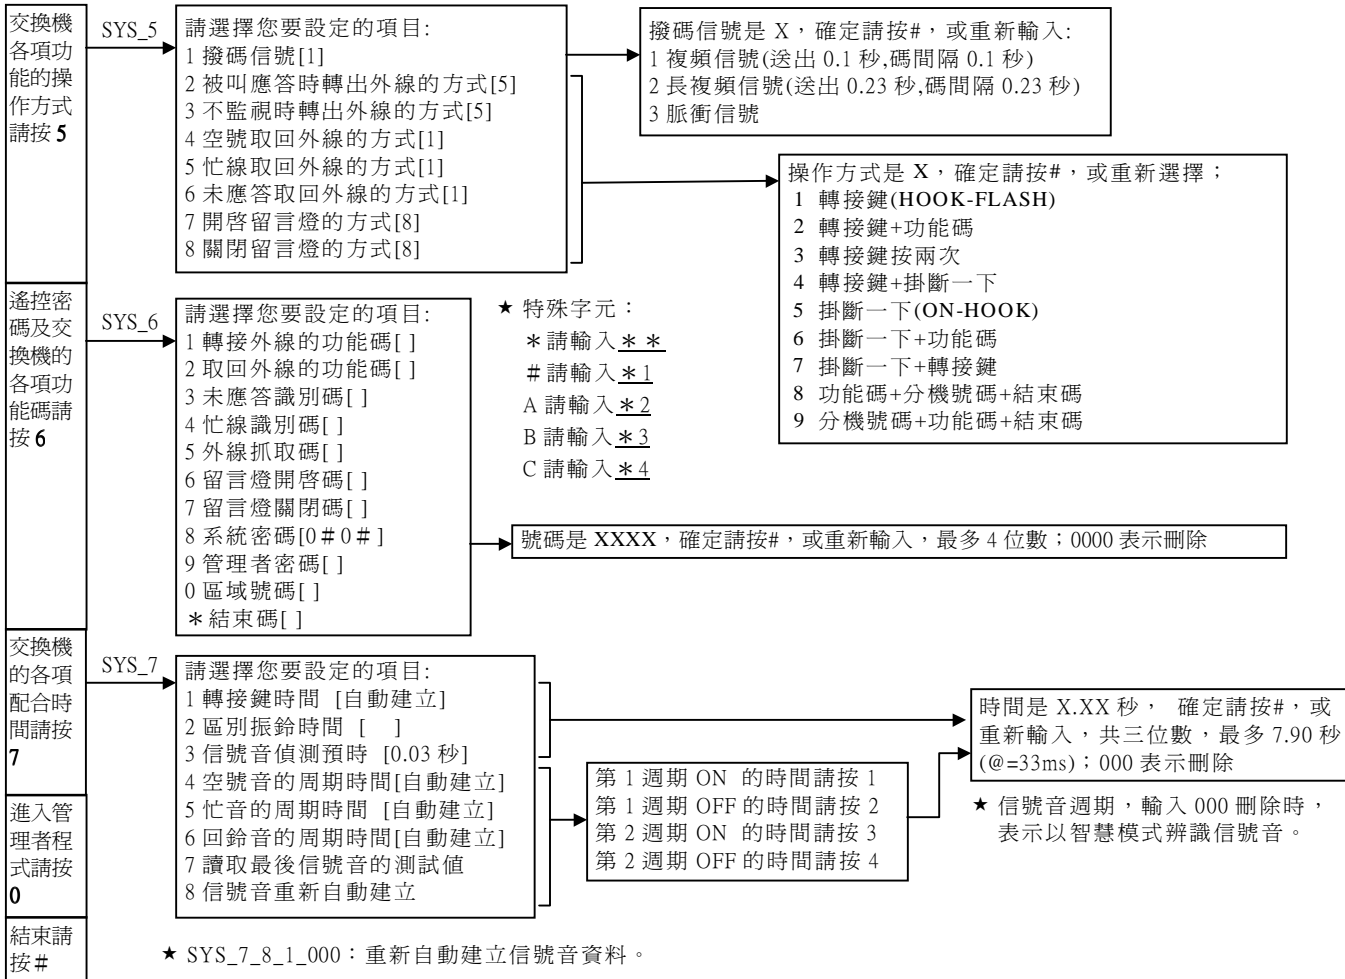 交換機
各項功
能的操
作方式
請按 5
SYS_5
請選擇您要設定的項目:
1 撥碼信號[1]
2 被叫應答時轉出外線的方式[5]
3 不監視時轉出外線的方式[5]
4 空號取回外線的方式[1]
5 忙線取回外線的方式[1]
6 未應答取回外線的方式[1]
7 開啓留言燈的方式[8]
8 關閉留言燈的方式[8]
撥碼信號是 X，確定請按#，或重新輸入:
1 複頻信號(送出 0.1 秒,碼間隔 0.1 秒)
2 長複頻信號(送出 0.23 秒,碼間隔 0.23 秒)
3 脈衝信號
操作方式是 X，確定請按#，或重新選擇；
1 轉接鍵(HOOK-FLASH)
2 轉接鍵+功能碼
3 轉接鍵按兩次
4 轉接鍵+掛斷一下
5 掛斷一下(ON-HOOK)
6 掛斷一下+功能碼
7 掛斷一下+轉接鍵
8 功能碼+分機號碼+結束碼
9 分機號碼+功能碼+結束碼
遙控密
碼及交
換機的
各項功
能碼請
按 6
SYS_6
請選擇您要設定的項目:
1 轉接外線的功能碼[ ]
2 取回外線的功能碼[ ]
3 未應答識別碼[ ]
4 忙線識別碼[ ]
5 外線抓取碼[ ]
6 留言燈開啓碼[ ]
7 留言燈關閉碼[ ]
8 系統密碼[0＃0＃]
9 管理者密碼[ ]
0 區域號碼[ ]
＊結束碼[ ]
★ 特殊字元：
＊請輸入＊＊
＃請輸入＊1
A 請輸入＊2
B 請輸入＊3
C 請輸入＊4
號碼是 XXXX，確定請按#，或重新輸入，最多 4 位數；0000 表示刪除
交換機
的各項
配合時
間請按
7
SYS_7
請選擇您要設定的項目:
1 轉接鍵時間 [自動建立]
2 區別振鈴時間 [ ]
3 信號音偵測預時 [0.03 秒]
4 空號音的周期時間[自動建立]
5 忙音的周期時間 [自動建立]
6 回鈴音的周期時間[自動建立]
7 讀取最後信號音的測試值
8 信號音重新自動建立
第 1 週期 ON 的時間請按 1
第 1 週期 OFF 的時間請按 2
第 2 週期 ON 的時間請按 3
第 2 週期 OFF 的時間請按 4
時間是 X.XX 秒， 確定請按#，或
重新輸入，共三位數，最多 7.90 秒
(@=33ms)；000 表示刪除
★ 信號音週期，輸入 000 刪除時，
表示以智慧模式辨識信號音。
進入管
理者程
式請按
0
結束請
按＃
★ SYS_7_8_1_000：重新自動建立信號音資料。